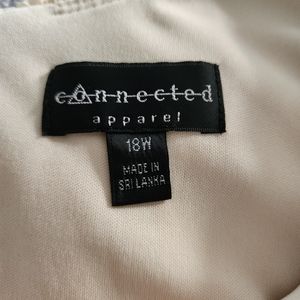 connected
apparel
18W
MADE IN
SRI LANKA